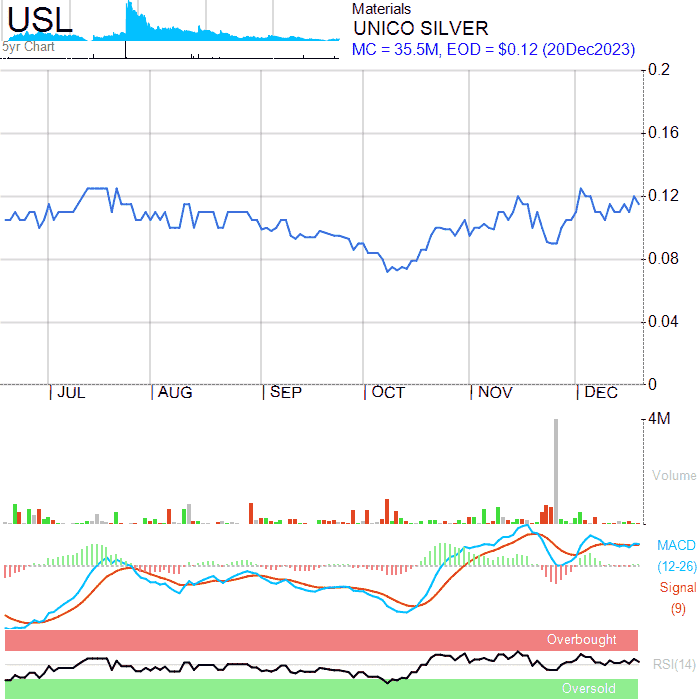 USL
5yr Chart
Materials
UNICO SILVER
MC = 35.5M, EOD = $0.12 (20Dec2023)
0.2
0.16
0.12
0.08
0.04
0
JUL AUG SEP OCT NOV DEC
4M
Volume
MACD
(12-26)
Signal
(9)
Overbought
RSI(14)
Oversold